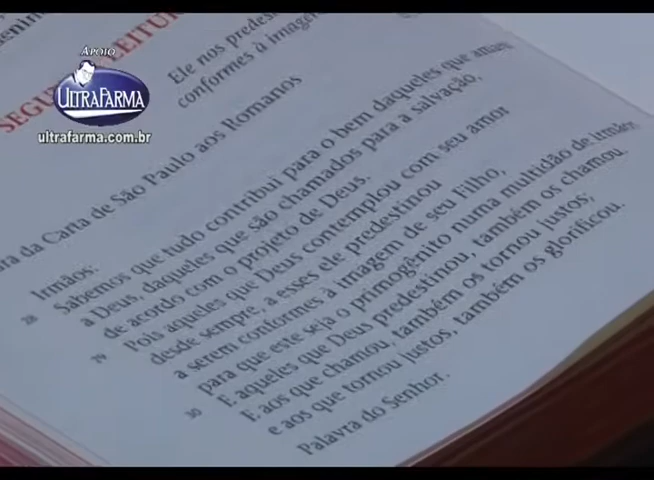 APOIO
ULTRAFARMA
ultrafarma.com.br
SEGU LEITUR
Ele nos predes
conformes à imagem
da Carta de São Paulo aos Romanos
Irmãos,
28 Sabemos que tudo contribui para o bem daqueles que amam
a Deus, daqueles que são chamados para a salvação,
de acordo com o projeto de Deus.
29 Pois aqueles que Deus contemplou com seu amor
desde sempre, a esses ele predestinou
a serem conformes à imagem de seu Filho,
para que este seja o primogênito numa multidão de irmãos.
30 E aqueles que Deus predestinou, também os chamou.
E aos que chamou, também os tornou justos;
e aos que tornou justos, também os glorificou.
Palavra do Senhor.